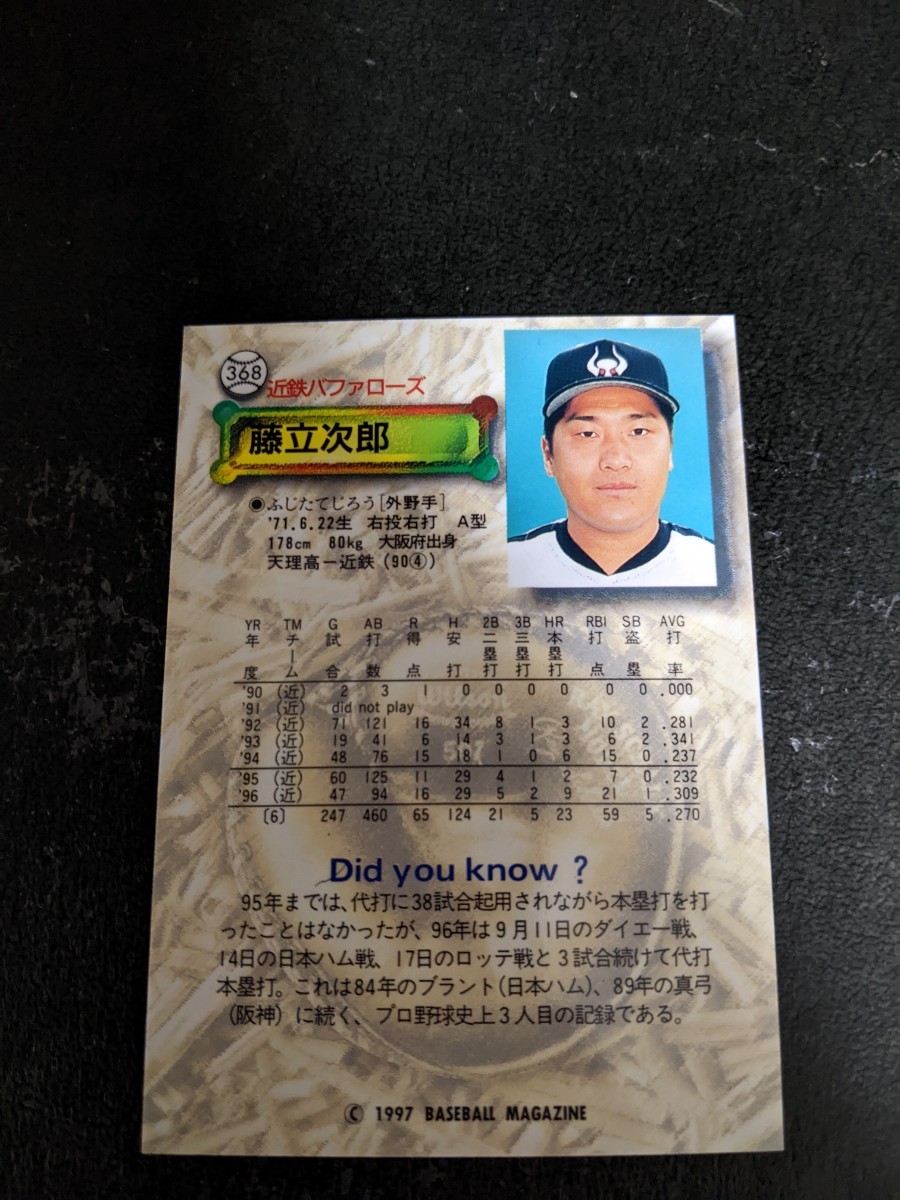 368
近鉄バファローズ
藤立次郎
●ふじたてじろう[外野手]
'71.6.22生 右投右打 A型
178cm 80kg 大阪府出身
天理高ー近鉄(90④)
YR TM G AB R H 2B 3B HR RBI SB AVG
年度 チーム 試合 打数 得点 安打 二塁打 三塁打 本塁打 打点 盗塁 打率
'90 (近) 2 3 1 0 0 0 0 0 0 .000
'91 (近) did not play
'92 (近) 71 121 16 34 8 1 3 10 2 .281
'93 (近) 19 41 6 14 3 1 3 6 2 .341
'94 (近) 48 76 15 18 1 0 6 15 0 .237
'95 (近) 60 125 11 29 4 1 2 7 0 .232
'96 (近) 47 94 16 29 5 2 9 21 1 .309
〔6〕 247 460 65 124 21 5 23 59 5 .270
Did you know ?
95年までは、代打に38試合起用されながら本塁打を打
ったことはなかったが、96年は9月11日のダイエー戦、
14日の日本ハム戦、17日のロッテ戦と3試合続けて代打
本塁打。これは84年のブラント(日本ハム)、89年の真弓
(阪神)に続く、プロ野球史上3人目の記録である。
© 1997 BASEBALL MAGAZINE